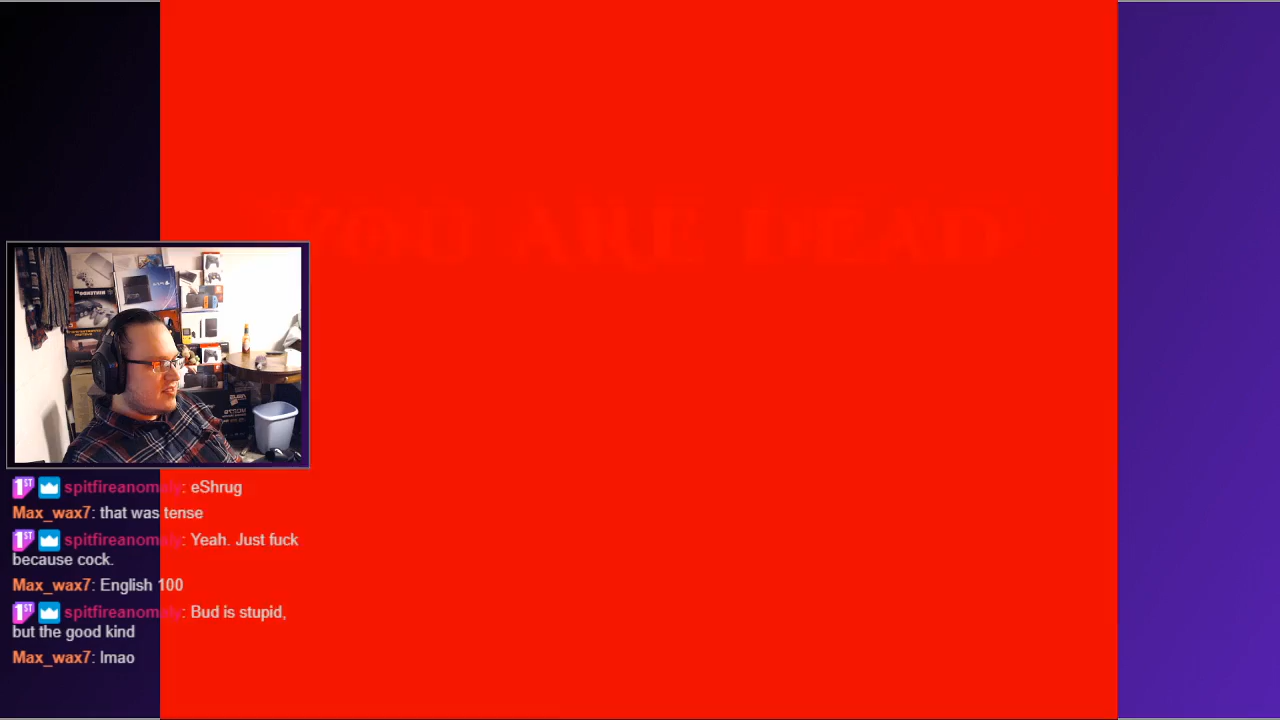 YOU ARE DEAD
spitfireanomaly: eShrug
Max_wax7: that was tense
spitfireanomaly: Yeah. Just fuck
because cock.
Max_wax7: English 100
spitfireanomaly: Bud is stupid,
but the good kind
Max_wax7: lmao